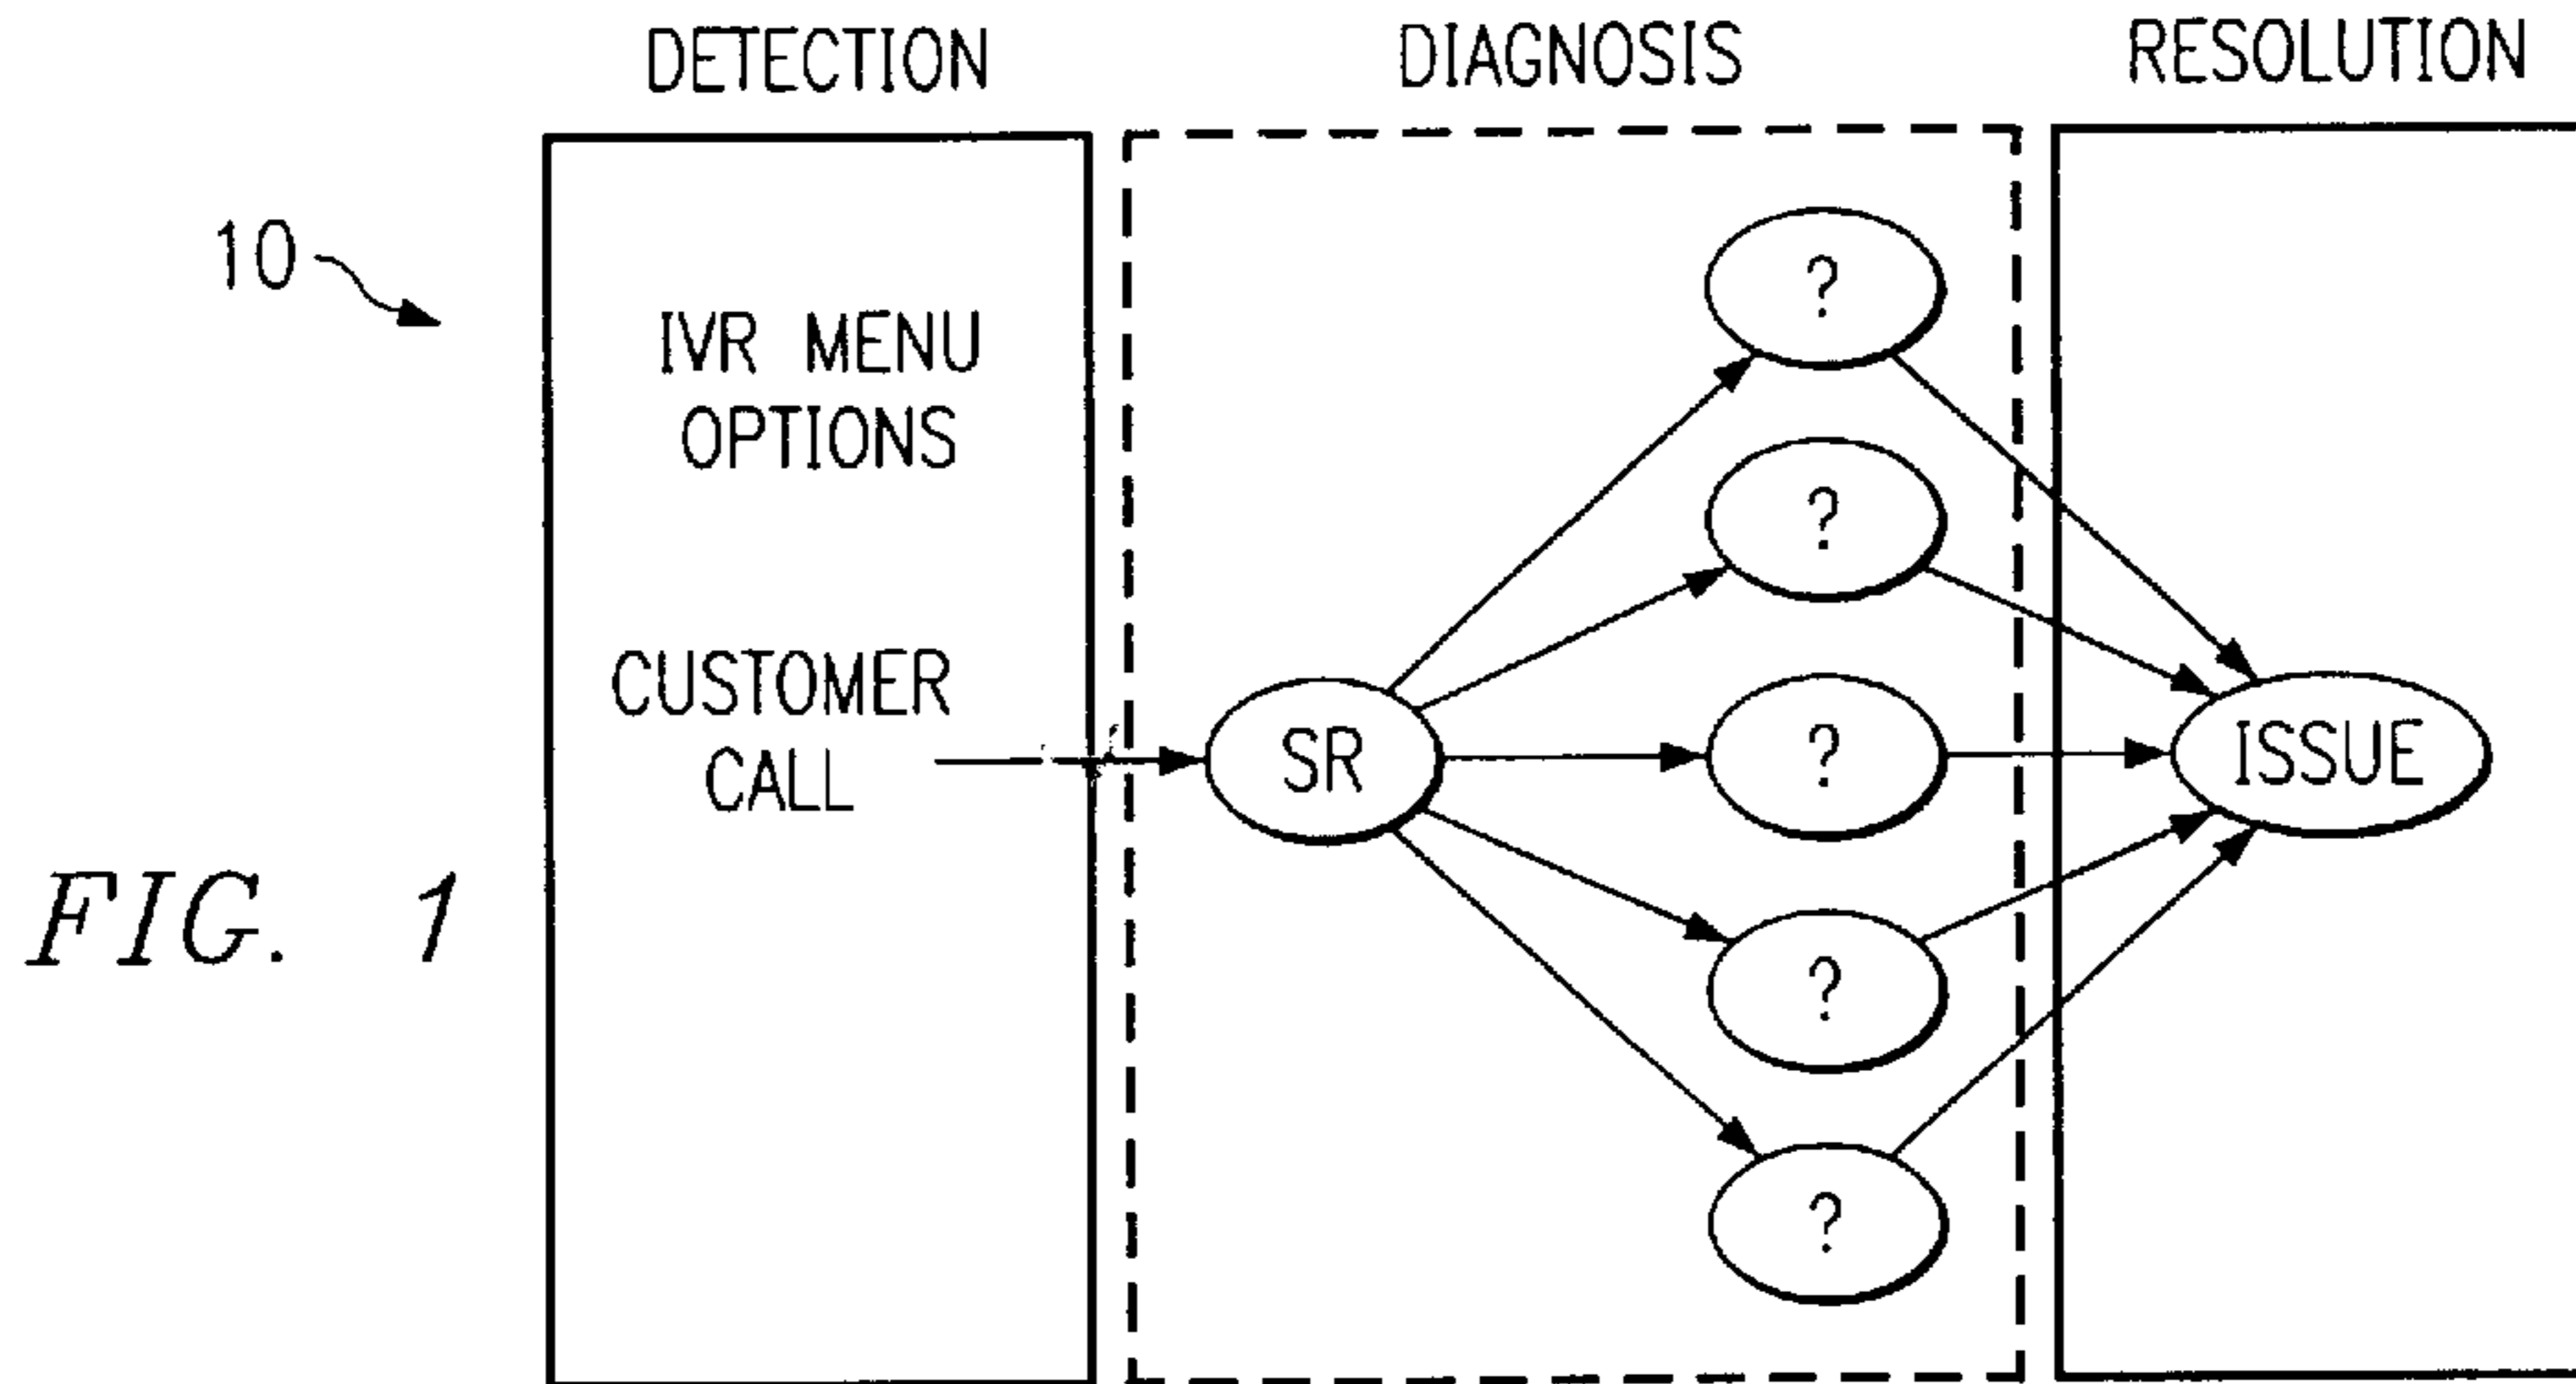 DETECTION
DIAGNOSIS
RESOLUTION
10
IVR MENU
OPTIONS
CUSTOMER
CALL
SR
?
?
?
?
?
ISSUE
FIG. 1